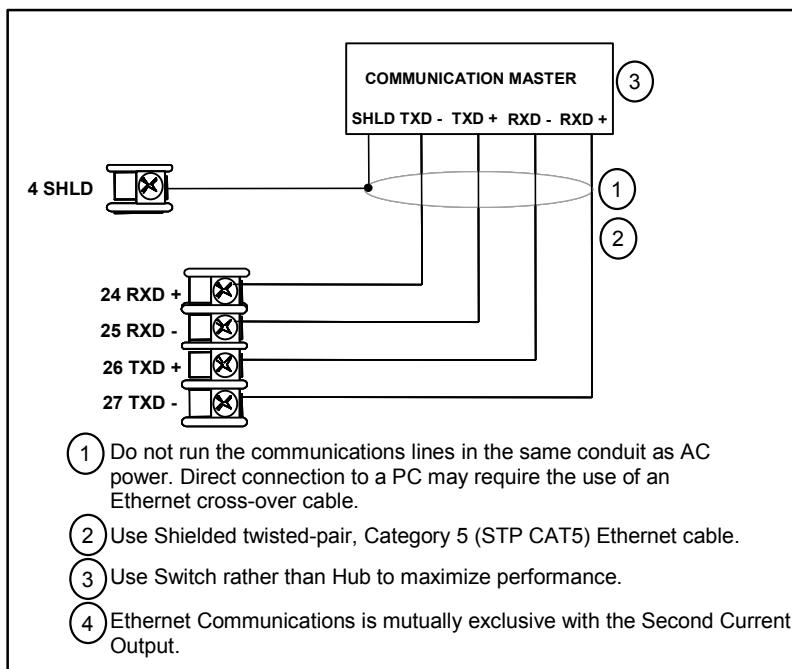 COMMUNICATION MASTER
3
SHLD TXD - TXD + RXD - RXD +
4 SHLD
1
2
24 RXD +
25 RXD -
26 TXD +
27 TXD -
1 Do not run the communications lines in the same conduit as AC
power. Direct connection to a PC may require the use of an
Ethernet cross-over cable.
2 Use Shielded twisted-pair, Category 5 (STP CAT5) Ethernet cable.
3 Use Switch rather than Hub to maximize performance.
4 Ethernet Communications is mutually exclusive with the Second Current
Output.